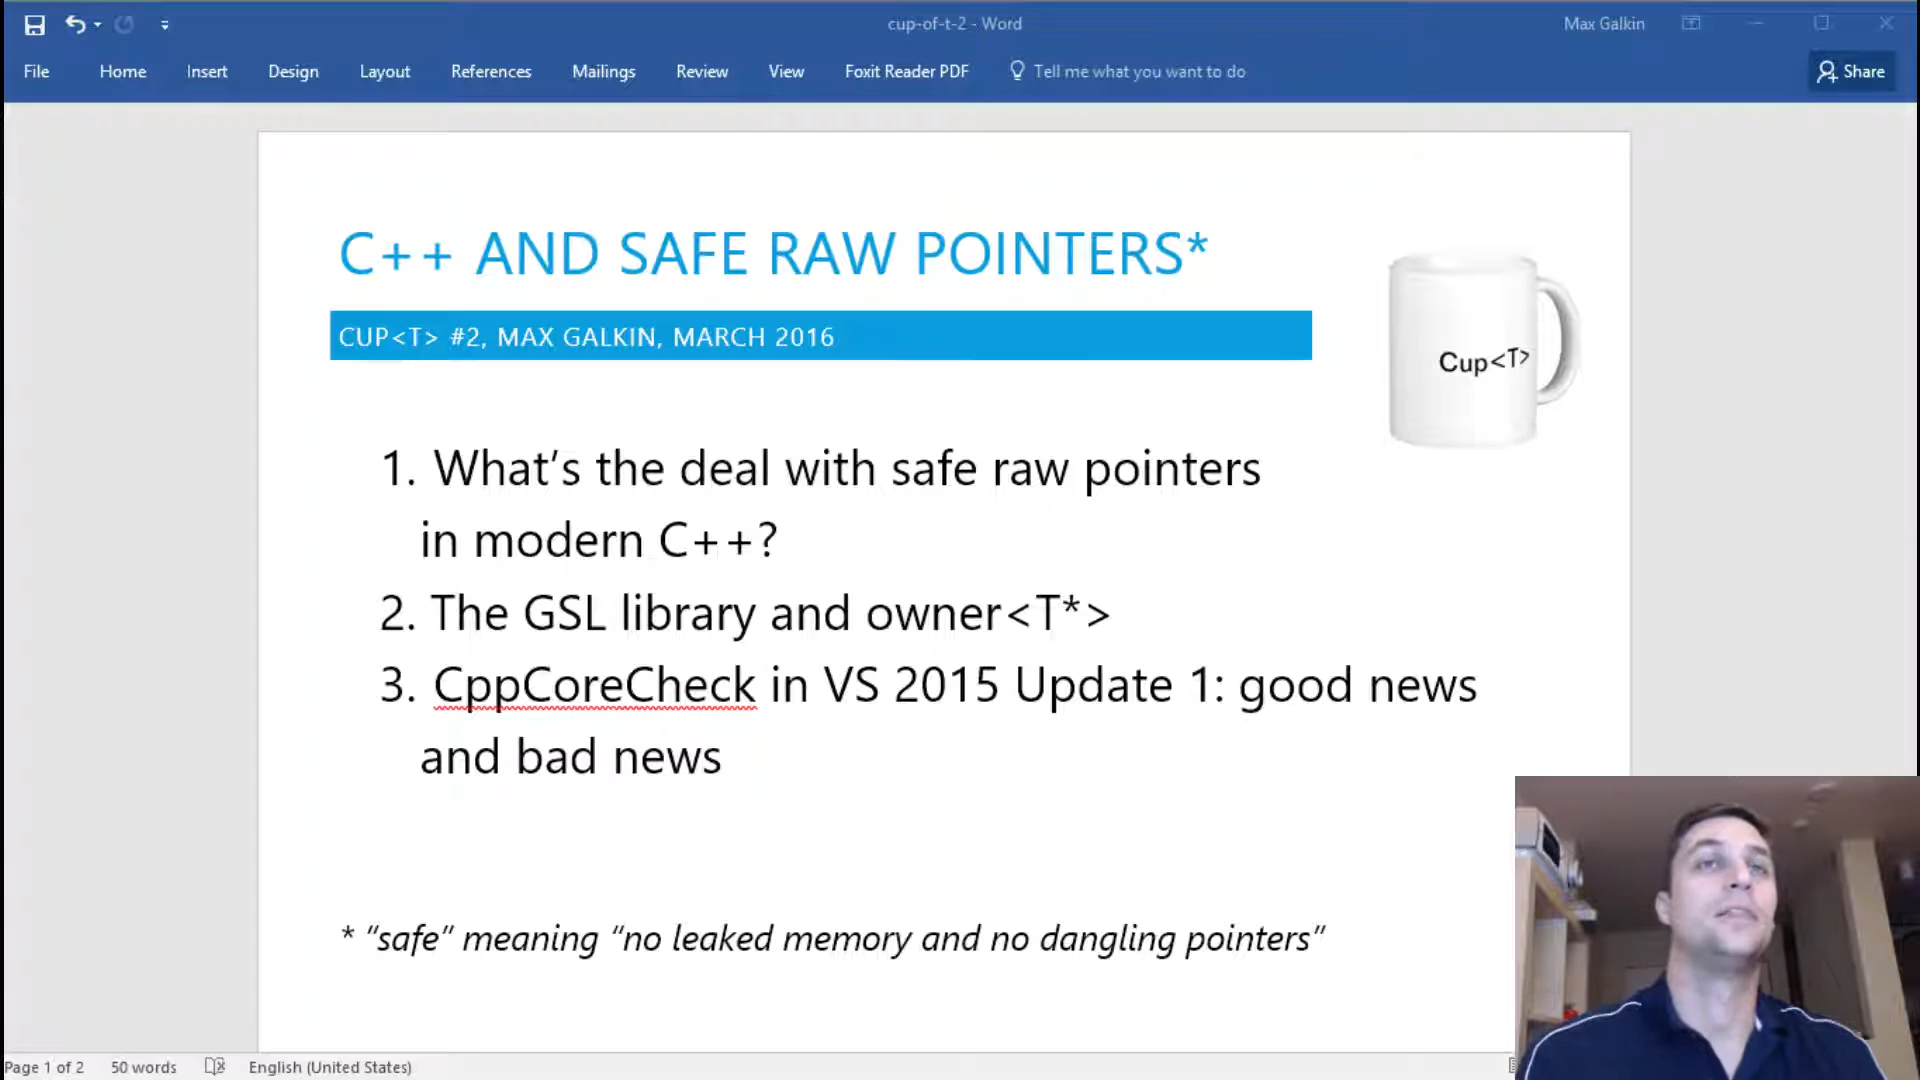 cup-of-t-2 - Word
Max Galkin
File Home Insert Design Layout References Mailings Review View Foxit Reader PDF Tell me what you want to do
Share
C++ AND SAFE RAW POINTERS*
CUP<T> #2, MAX GALKIN, MARCH 2016
Cup<T>
1. What's the deal with safe raw pointers
in modern C++?
2. The GSL library and owner<T*>
3. CppCoreCheck in VS 2015 Update 1: good news
and bad news
* “safe” meaning “no leaked memory and no dangling pointers”
Page 1 of 2 50 words English (United States)